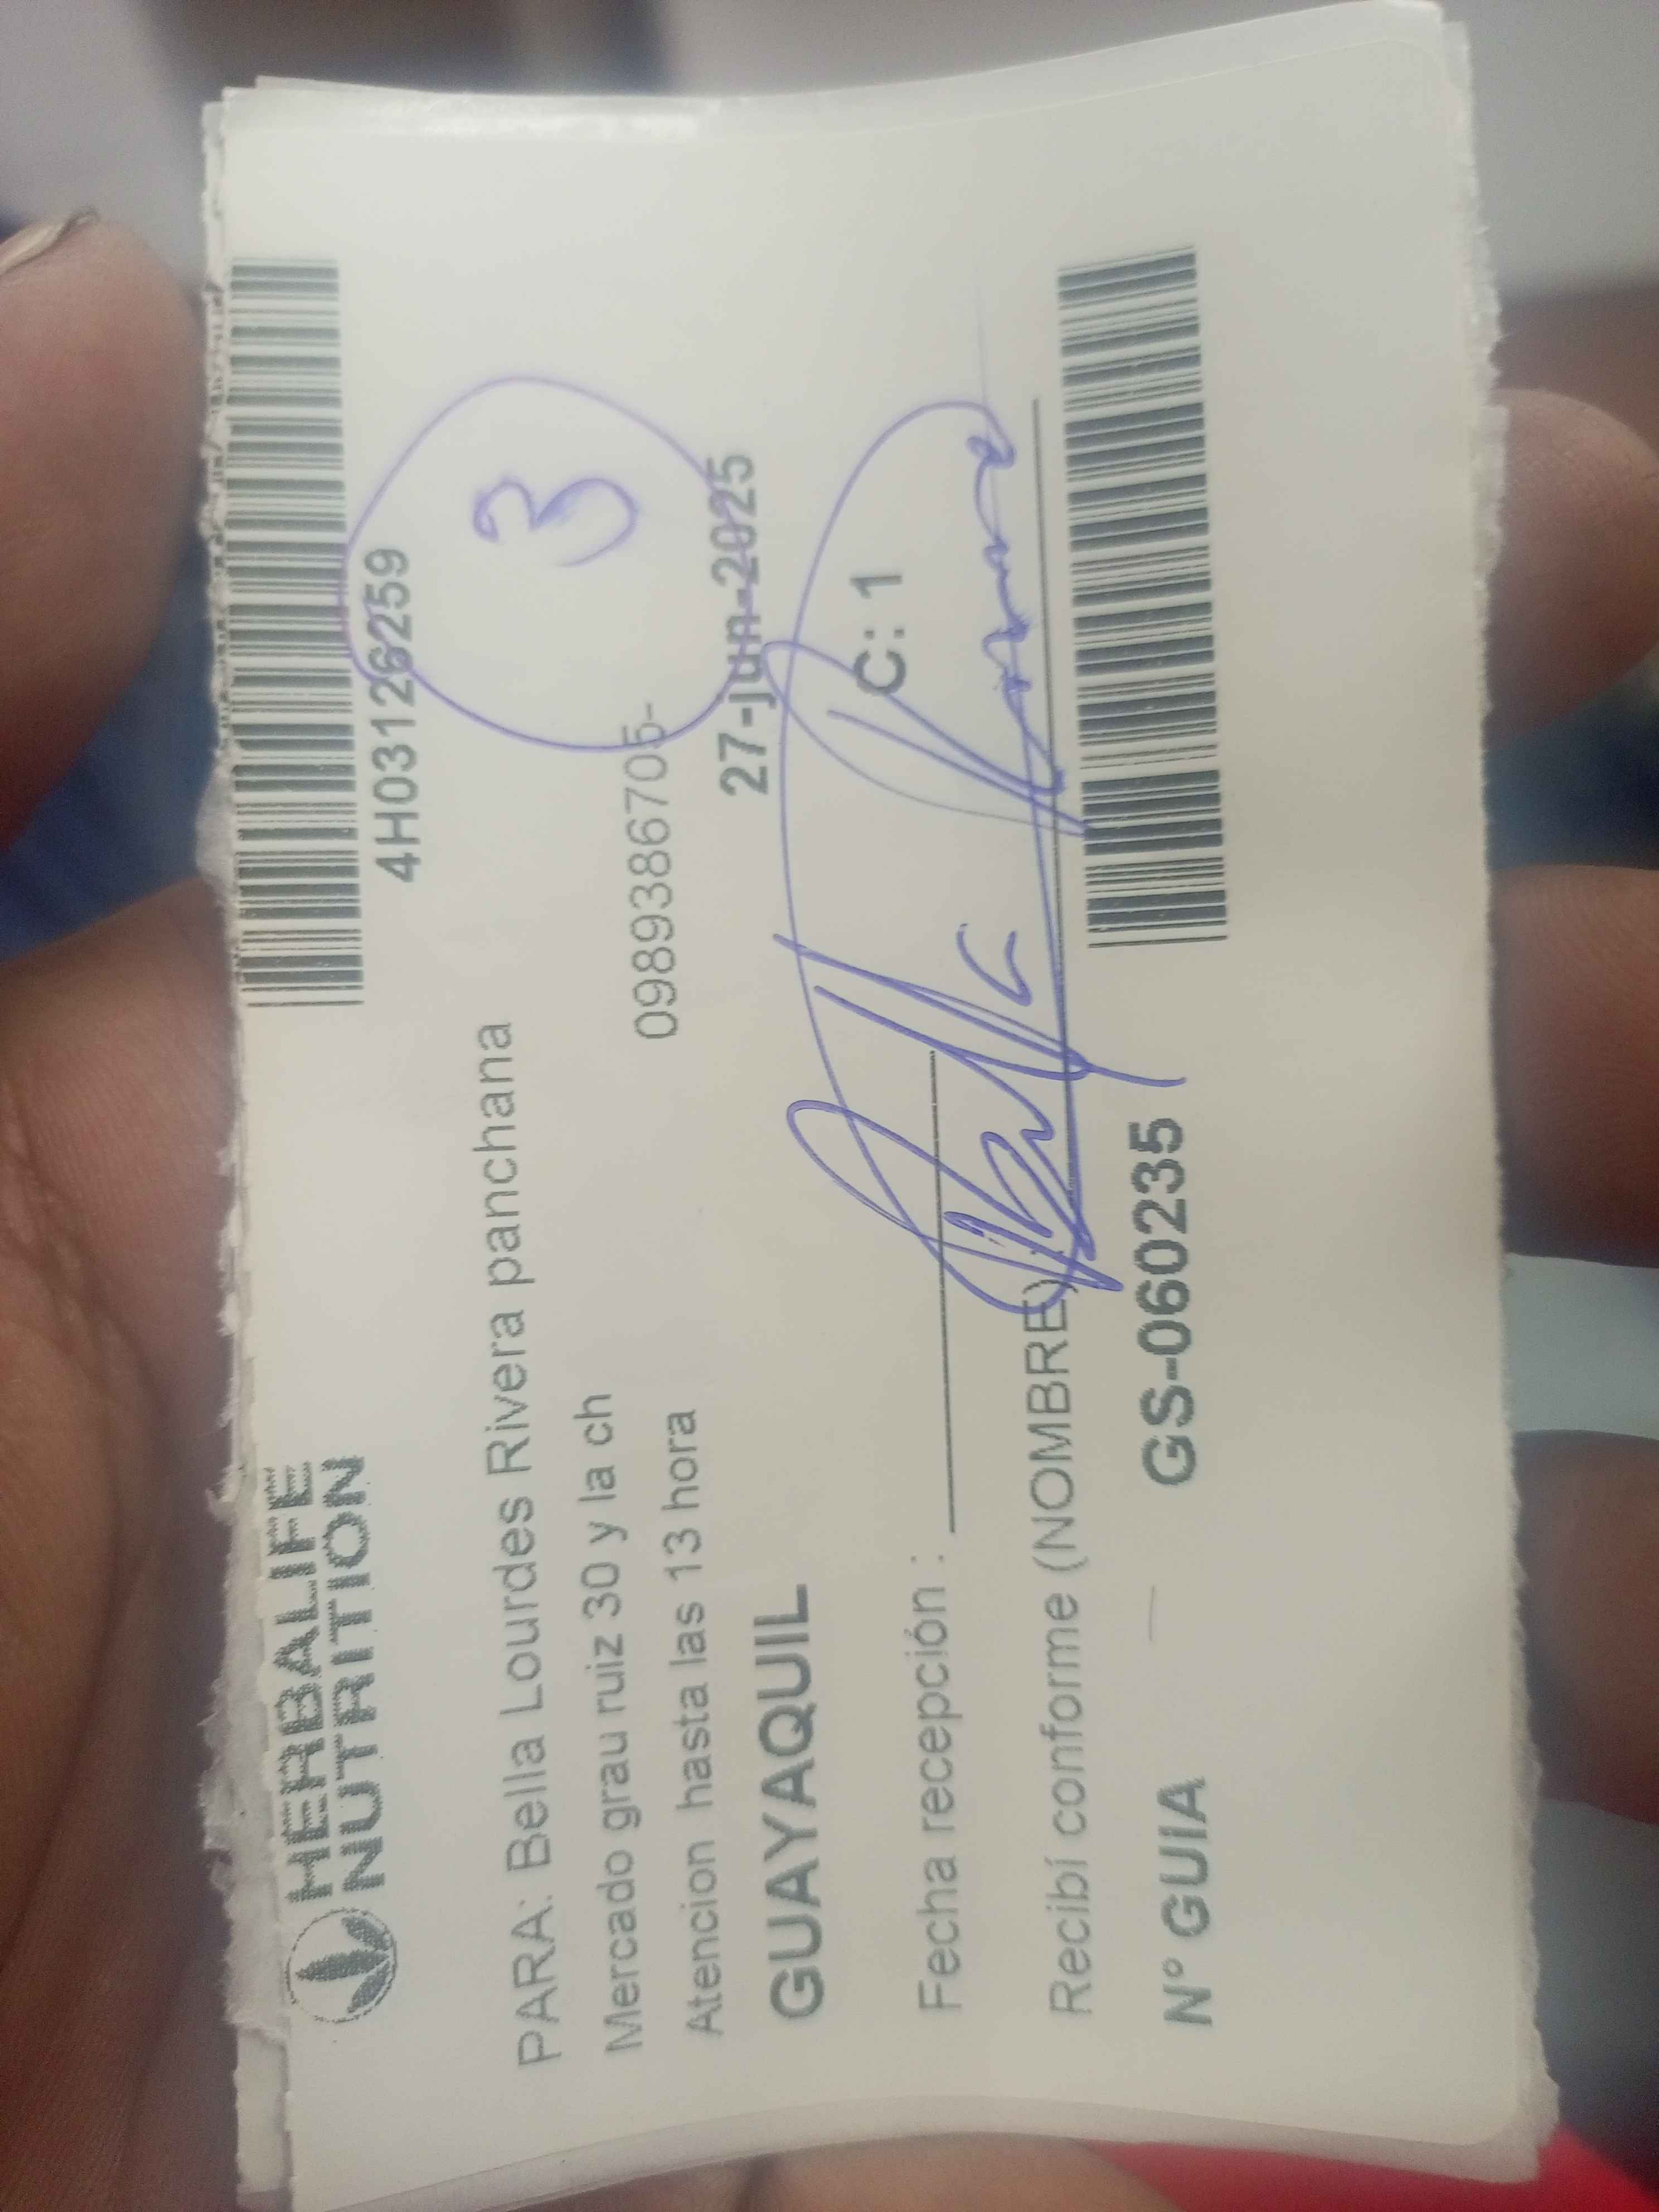 HERBALIFE
NUTRITION
4H03126259
3
PARA: Bella Lourdes Rivera panchana
Mercado grau ruiz 30 y la ch
0989386705-
Atencion hasta las 13 hora
27-jun-2025
GUAYAQUIL
C: 1
Fecha recepción :
Recibí conforme (NOMBRE)
N° GUIA GS-060235